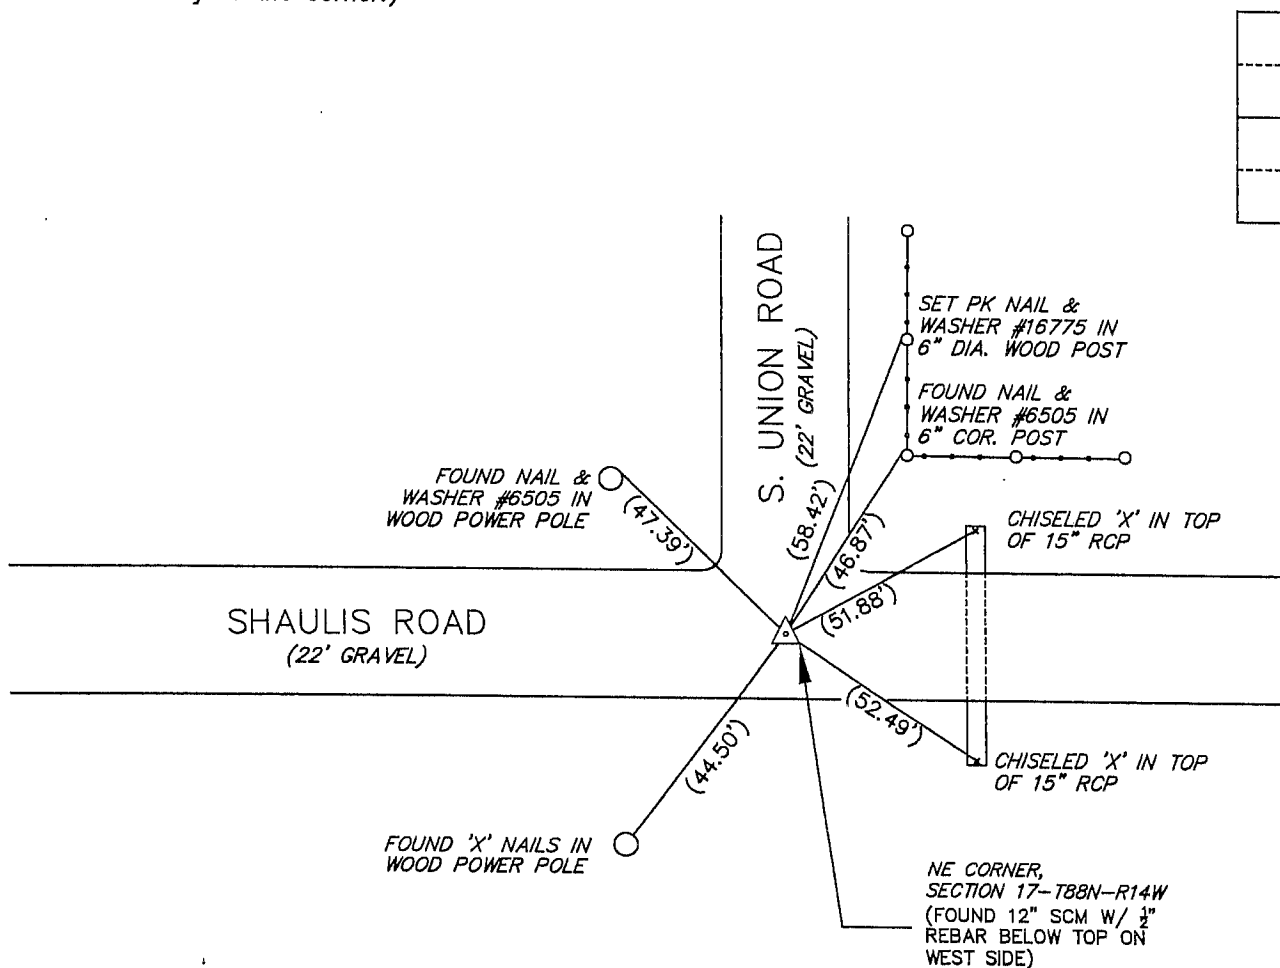 S. UNION ROAD
(22' GRAVEL)
SET PK NAIL &
WASHER #16775 IN
6" DIA. WOOD POST
FOUND NAIL &
WASHER #6505 IN
6" COR. POST
FOUND NAIL &
WASHER #6505 IN
WOOD POWER POLE
(47.39')
(58.42')
(46.87')
(51.88')
CHISELED 'X' IN TOP
OF 15" RCP
SHAULIS ROAD
(22' GRAVEL)
(44.50')
(52.49')
CHISELED 'X' IN TOP
OF 15" RCP
FOUND 'X' NAILS IN
WOOD POWER POLE
NE CORNER,
SECTION 17-T88N-R14W
(FOUND 12" SCM W/ ½"
REBAR BELOW TOP ON
WEST SIDE)